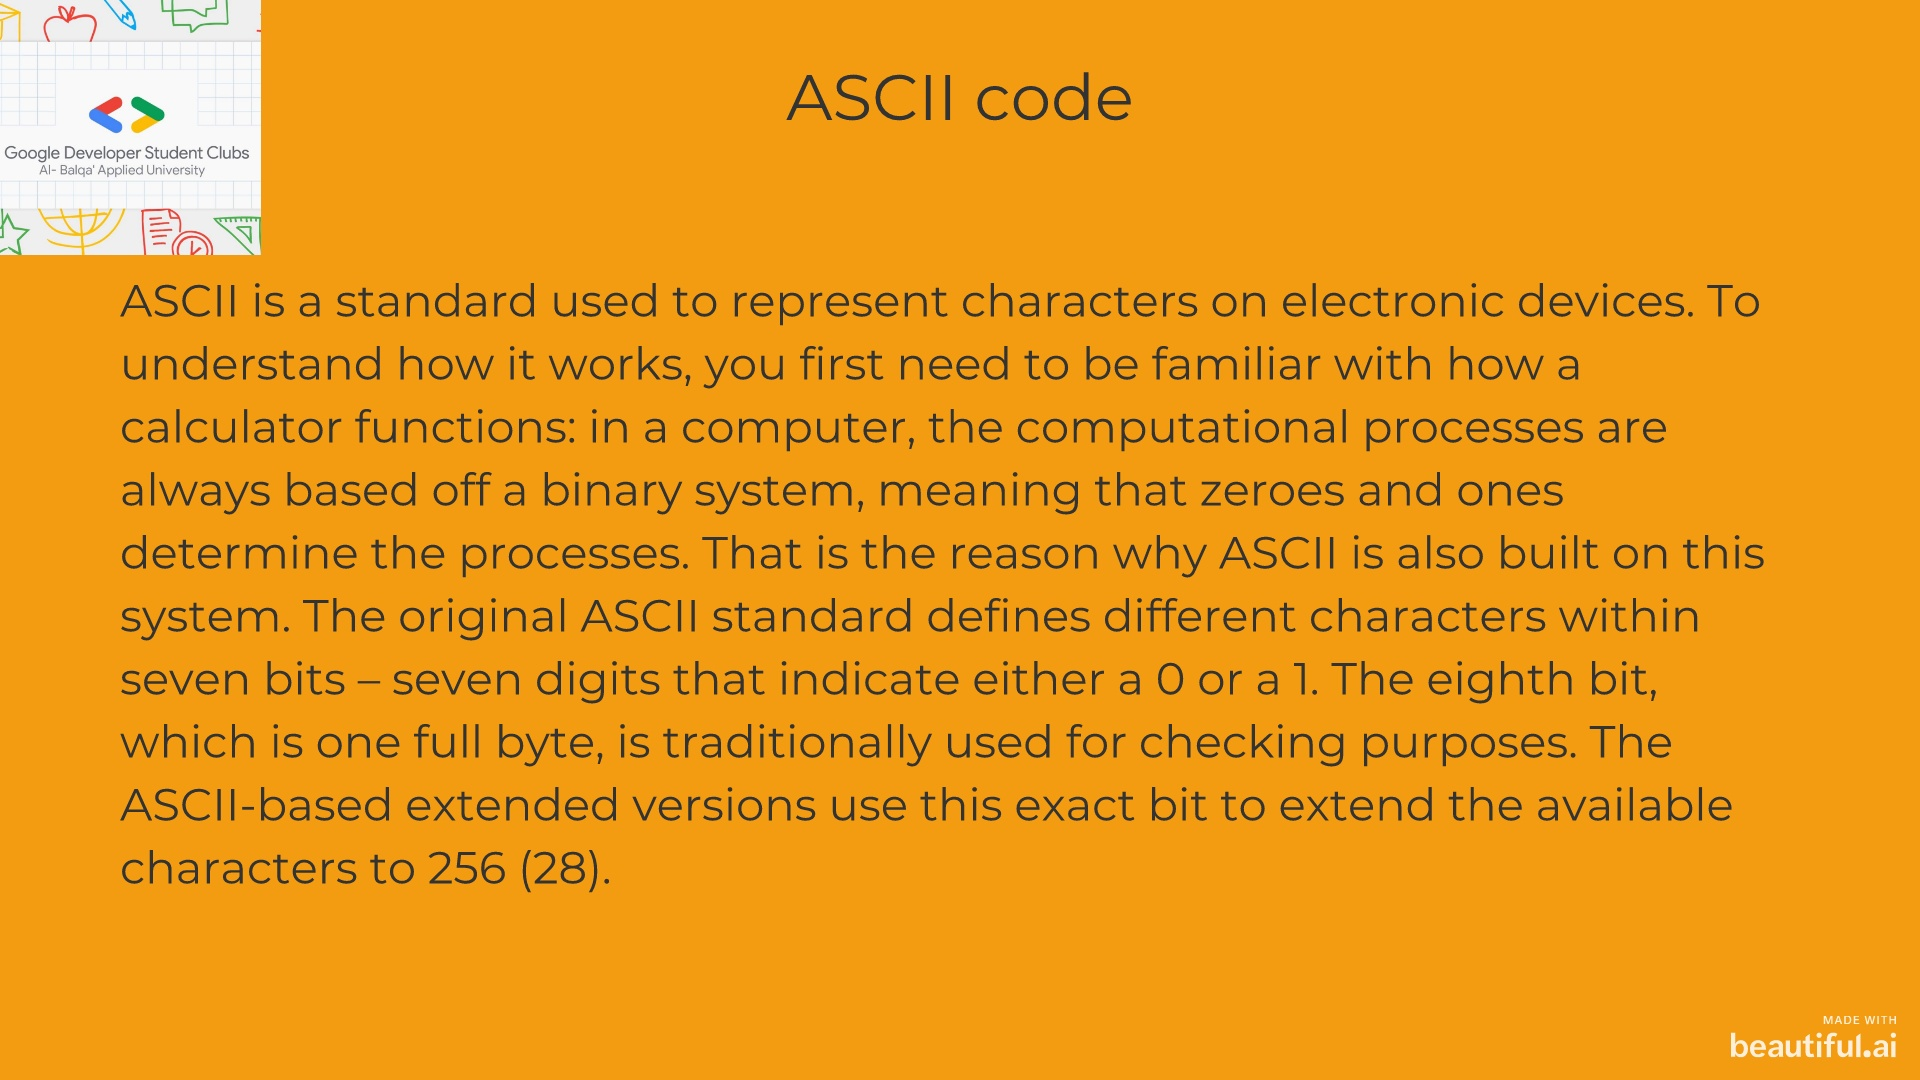 Google Developer Student Clubs
Al- Balqa' Applied University
ASCII code
ASCII is a standard used to represent characters on electronic devices. To
understand how it works, you first need to be familiar with how a
calculator functions: in a computer, the computational processes are
always based off a binary system, meaning that zeroes and ones
determine the processes. That is the reason why ASCII is also built on this
system. The original ASCII standard defines different characters within
seven bits – seven digits that indicate either a 0 or a 1. The eighth bit,
which is one full byte, is traditionally used for checking purposes. The
ASCII-based extended versions use this exact bit to extend the available
characters to 256 (28).
MADE WITH
beautiful.ai